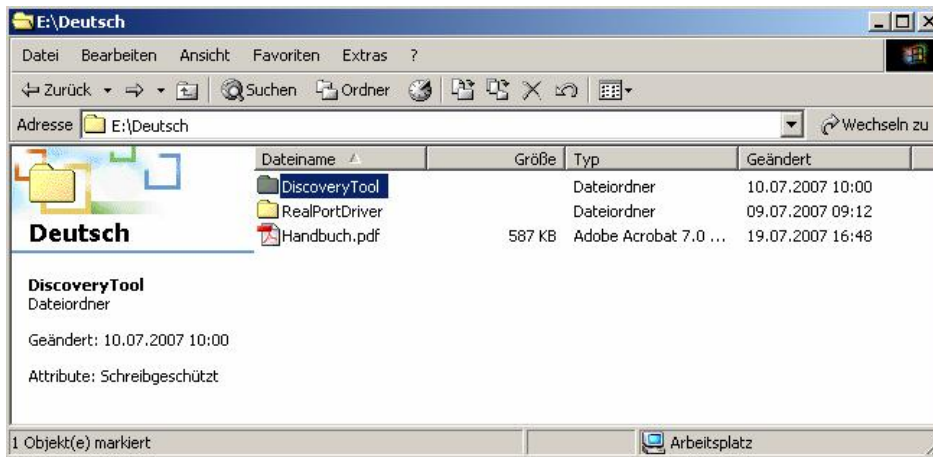 E:\Deutsch
Datei Bearbeiten Ansicht Favoriten Extras ?
Zurück Suchen Ordner
Adresse E:\Deutsch Wechseln zu
Dateiname Größe Typ Geändert
DiscoveryTool Dateiordner 10.07.2007 10:00
RealPortDriver Dateiordner 09.07.2007 09:12
Handbuch.pdf 587 KB Adobe Acrobat 7.0 ... 19.07.2007 16:48
Deutsch
DiscoveryTool
Dateiordner
Geändert: 10.07.2007 10:00
Attribute: Schreibgeschützt
1 Objekt(e) markiert Arbeitsplatz